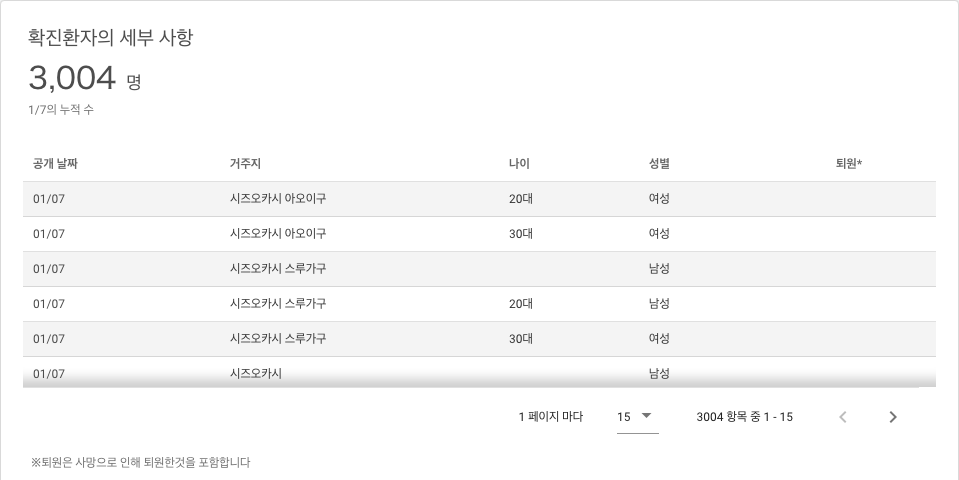 확진환자의 세부 사항
3,004 명
1/7의 누적 수
공개 날짜 거주지 나이 성별 퇴원*
01/07 시즈오카시 아오이구 20대 여성
01/07 시즈오카시 아오이구 30대 여성
01/07 시즈오카시 스루가구 남성
01/07 시즈오카시 스루가구 20대 남성
01/07 시즈오카시 스루가구 30대 여성
01/07 시즈오카시 남성
1 페이지 마다 15 3004 항목 중 1 - 15
※퇴원은 사망으로 인해 퇴원한것을 포함합니다